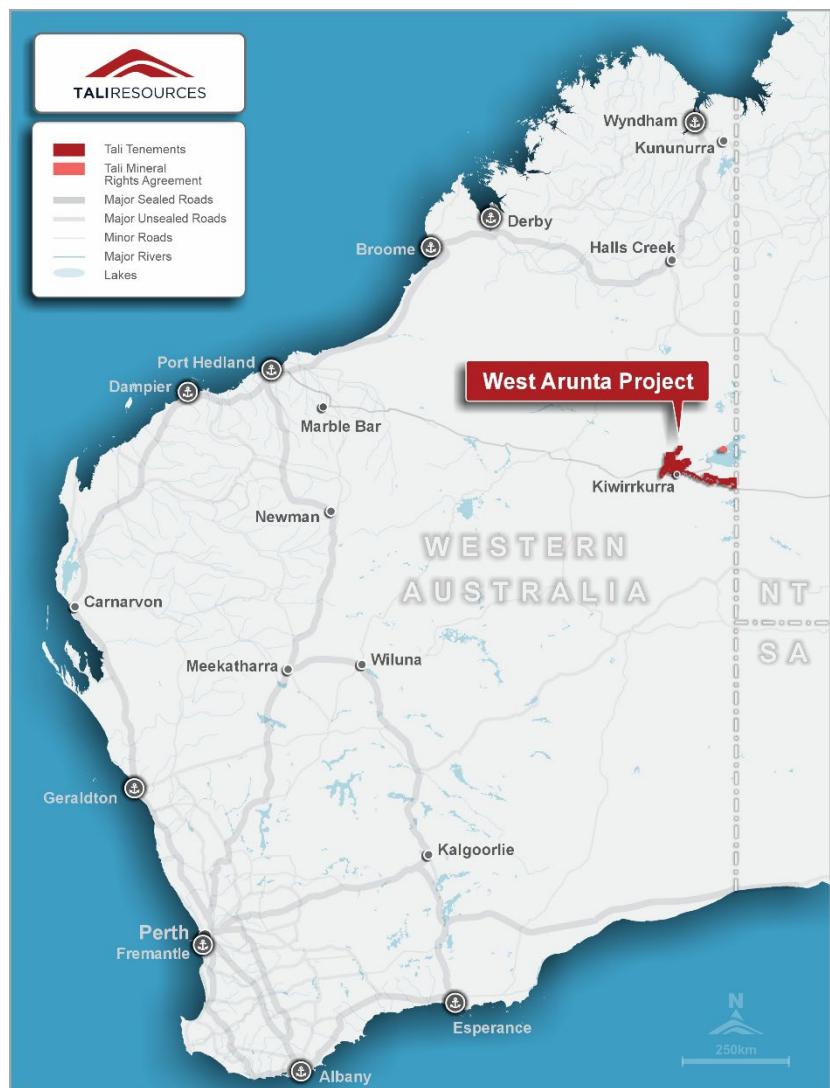 TALIRESOURCES
Tali Tenements
Tali Mineral
Rights Agreement
Major Sealed Roads
Major Unsealed Roads
Minor Roads
Major Rivers
Lakes
Wyndham
Kununurra
Derby
Broome
Halls Creek
Port Hedland
Dampier
West Arunta Project
Marble Bar
Kiwirrkurra
Newman
WESTERN
AUSTRALIA
NT
SA
Carnarvon
Meekatharra
Wiluna
Geraldton
Kalgoorlie
Perth
Fremantle
Esperance
Albany
N
250km